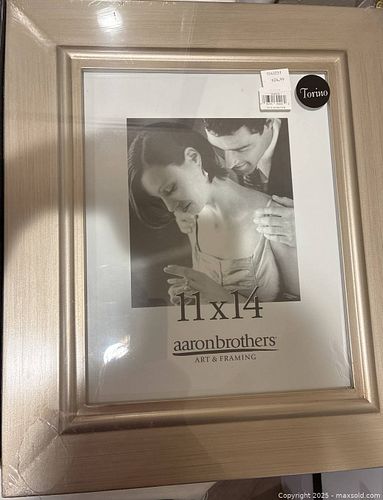 Torino
11x14
aaronbrothers
ART & FRAMING
Copyright 2025 - maxsold.com